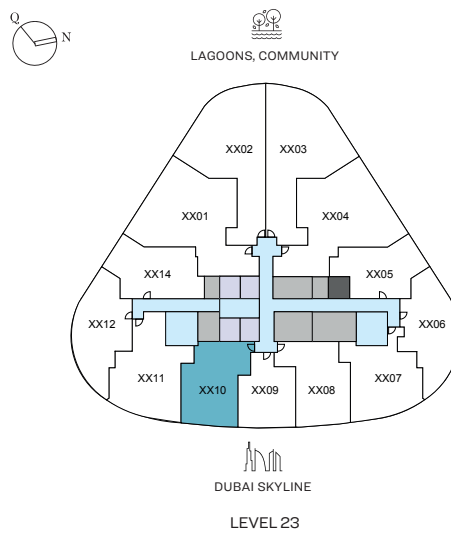 Q
N
LAGOONS, COMMUNITY
XX02 XX03
XX01 XX04
XX14 XX05
XX12 XX06
XX11 XX10 XX09 XX08 XX07
DUBAI SKYLINE
LEVEL 23